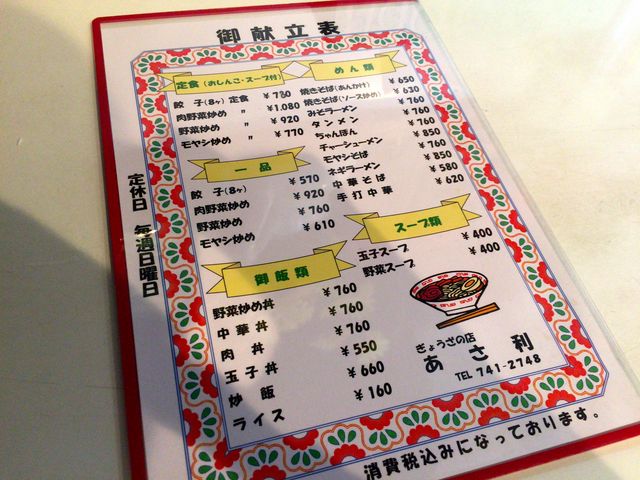 御献立表
定食（おしんこ・スープ付）
餃子(8ヶ)定食 ¥730
肉野菜炒め 〃 ¥1,080
野菜炒め 〃 ¥920
モヤシ炒め 〃 ¥770
一品
餃子(8ヶ) ¥570
肉野菜炒め ¥920
野菜炒め ¥760
モヤシ炒め ¥610
御飯類
野菜炒め丼 ¥760
中華丼 ¥760
肉丼 ¥760
玉子丼 ¥550
炒飯 ¥660
ライス ¥160
めん類
焼きそば(あんかけ) ¥650
焼きそば(ソース炒め) ¥630
みそラーメン ¥760
タンメン ¥760
ちゃんぽん ¥760
チャーシューメン ¥850
モヤシそば ¥760
ネギラーメン ¥850
中華そば ¥580
手打中華 ¥620
スープ類
玉子スープ ¥400
野菜スープ ¥400
ぎょうざの店
あさ利
TEL 741-2748
定休日 毎週日曜日
消費税込みになっております。